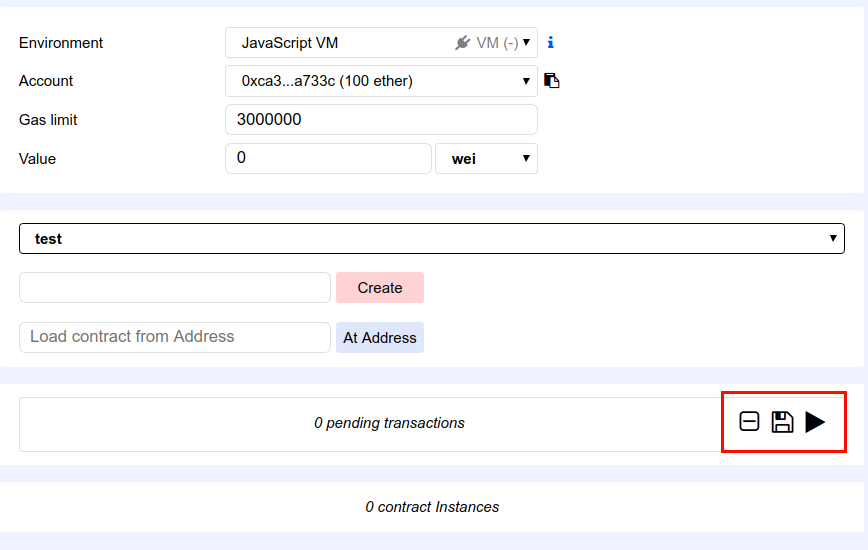 Environment JavaScript VM VM (-)
Account 0xca3...a733c (100 ether)
Gas limit 3000000
Value 0 wei
test
Create
Load contract from Address At Address
0 pending transactions
0 contract Instances